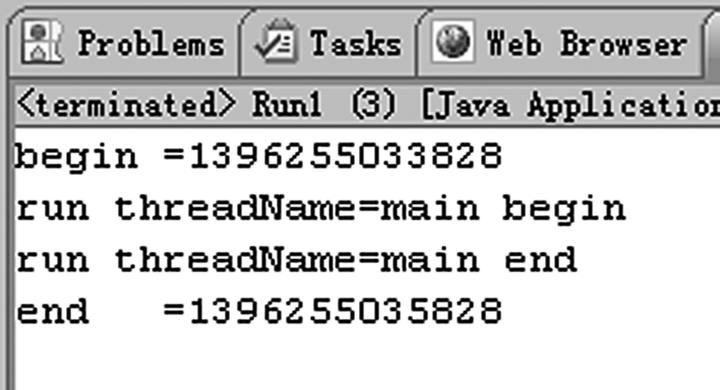 Problems Tasks Web Browser
<terminated> Run1 (3) [Java Application
begin =1396255033828
run threadName=main begin
run threadName=main end
end   =1396255035828